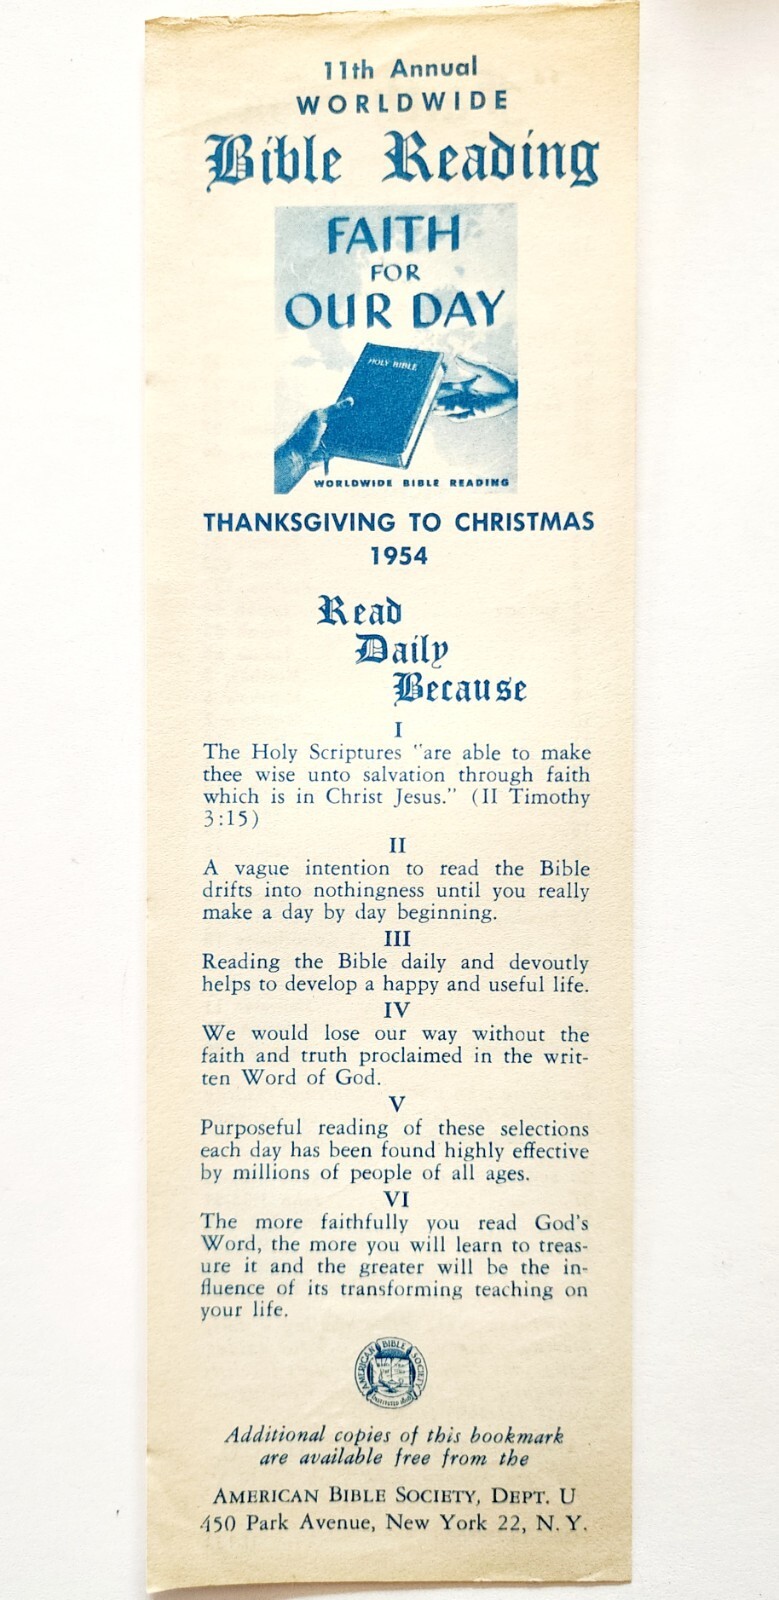 11th Annual
WORLDWIDE
Bible Reading
FAITH
FOR
OUR DAY
HOLY BIBLE
WORLDWIDE BIBLE READING
THANKSGIVING TO CHRISTMAS
1954
Read
Daily
Because
I
The Holy Scriptures "are able to make
thee wise unto salvation through faith
which is in Christ Jesus." (II Timothy
3:15)
II
A vague intention to read the Bible
drifts into nothingness until you really
make a day by day beginning.
III
Reading the Bible daily and devoutly
helps to develop a happy and useful life.
IV
We would lose our way without the
faith and truth proclaimed in the writ-
ten Word of God.
V
Purposeful reading of these selections
each day has been found highly effective
by millions of people of all ages.
VI
The more faithfully you read God's
Word, the more you will learn to treas-
ure it and the greater will be the in-
fluence of its transforming teaching on
your life.
AMERICAN BIBLE SOCIETY
Additional copies of this bookmark
are available free from the
AMERICAN BIBLE SOCIETY, DEPT. U
450 Park Avenue, New York 22, N. Y.